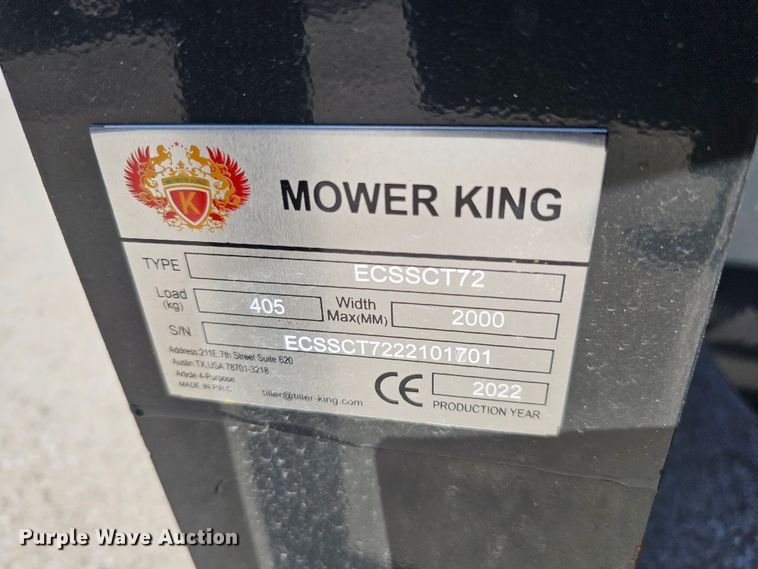 K
MOWER KING
TYPE ECSSCT72
Load (kg) 405 Width Max(MM) 2000
S/N ECSSCT7222101701
Address:211E.7th Street Suite 620
Austin,TX,USA 78701-3218
Article 4-Purpose
MADE IN P.R.C
tiller@tiller-king.com
CE 2022
PRODUCTION YEAR
Purple Wave Auction